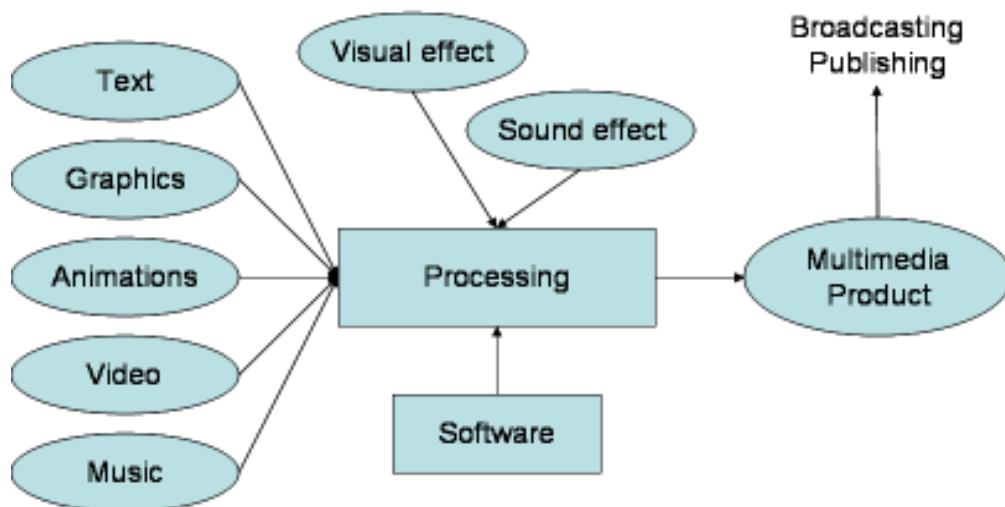 Text
Graphics
Animations
Video
Music
Visual effect
Sound effect
Processing
Software
Multimedia
Product
Broadcasting
Publishing